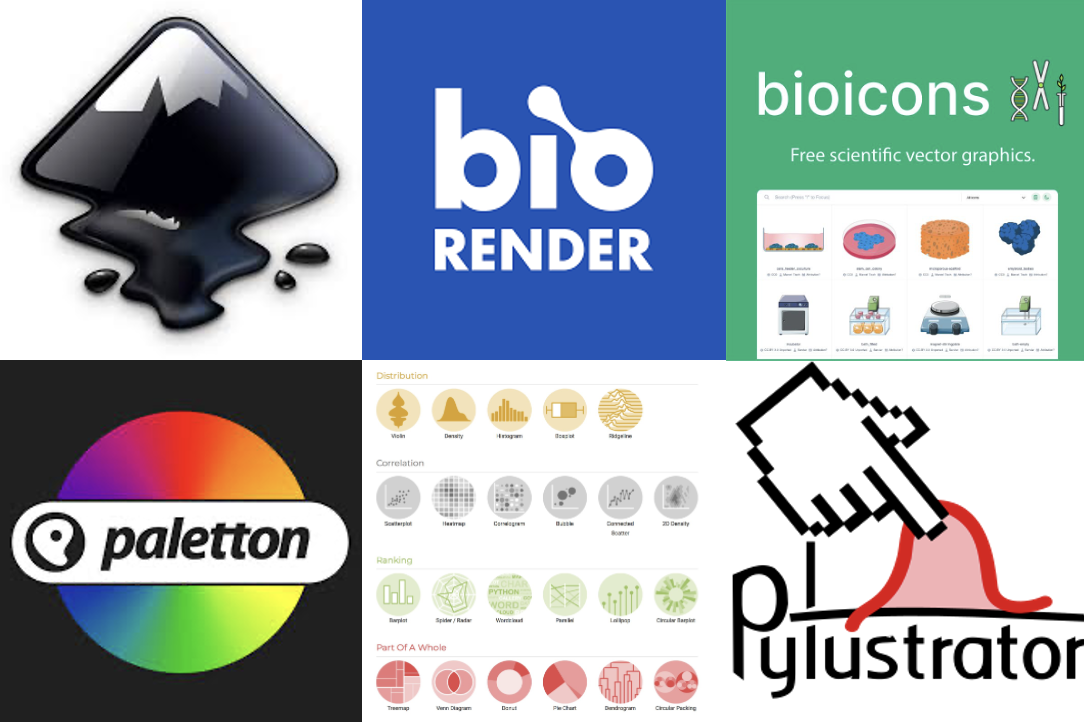 bio
RENDER
bioicons
Free scientific vector graphics.
paletton
Distribution
Violin Density Histogram Boxplot Ridgeline
Correlation
Scatterplot Heatmap Correlogram Bubble Connected Scatter 2D Density
Ranking
Barplot Spider / Radar Wordcloud Parallel Lollipop Circular Barplot
Part Of A Whole
Treemap Venn Diagram Donut Pie Chart Dendrogram Circular Packing
Pylustrator